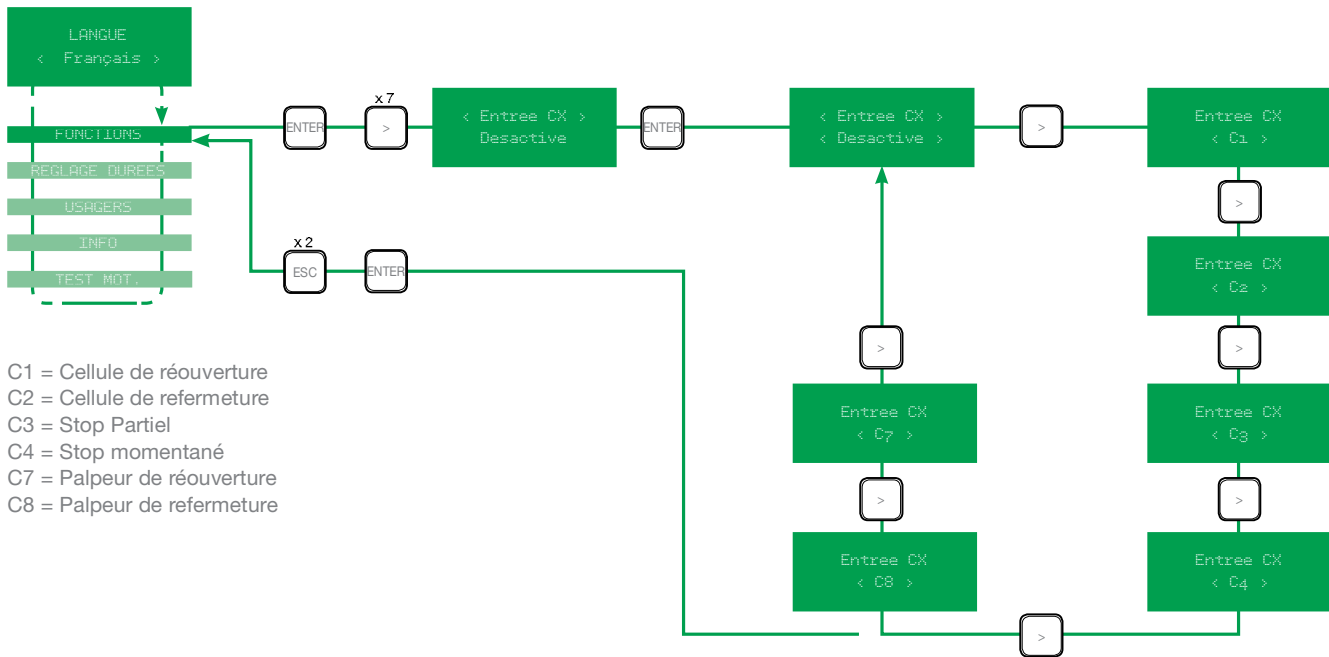 LANGUE
< Français >
FUNCTIONS
REGLAGE DUREES
USAGERS
INFO
TEST MOT.
ENTER
x 7
>
< Entree CX >
Desactive
ENTER
< Entree CX >
< Desactive >
>
Entree CX
< C1 >
>
Entree CX
< C2 >
>
Entree CX
< C3 >
>
Entree CX
< C4 >
>
Entree CX
< C8 >
>
Entree CX
< C7 >
>
x 2
ESC
ENTER
C1 = Cellule de réouverture
C2 = Cellule de refermeture
C3 = Stop Partiel
C4 = Stop momentané
C7 = Palpeur de réouverture
C8 = Palpeur de refermeture